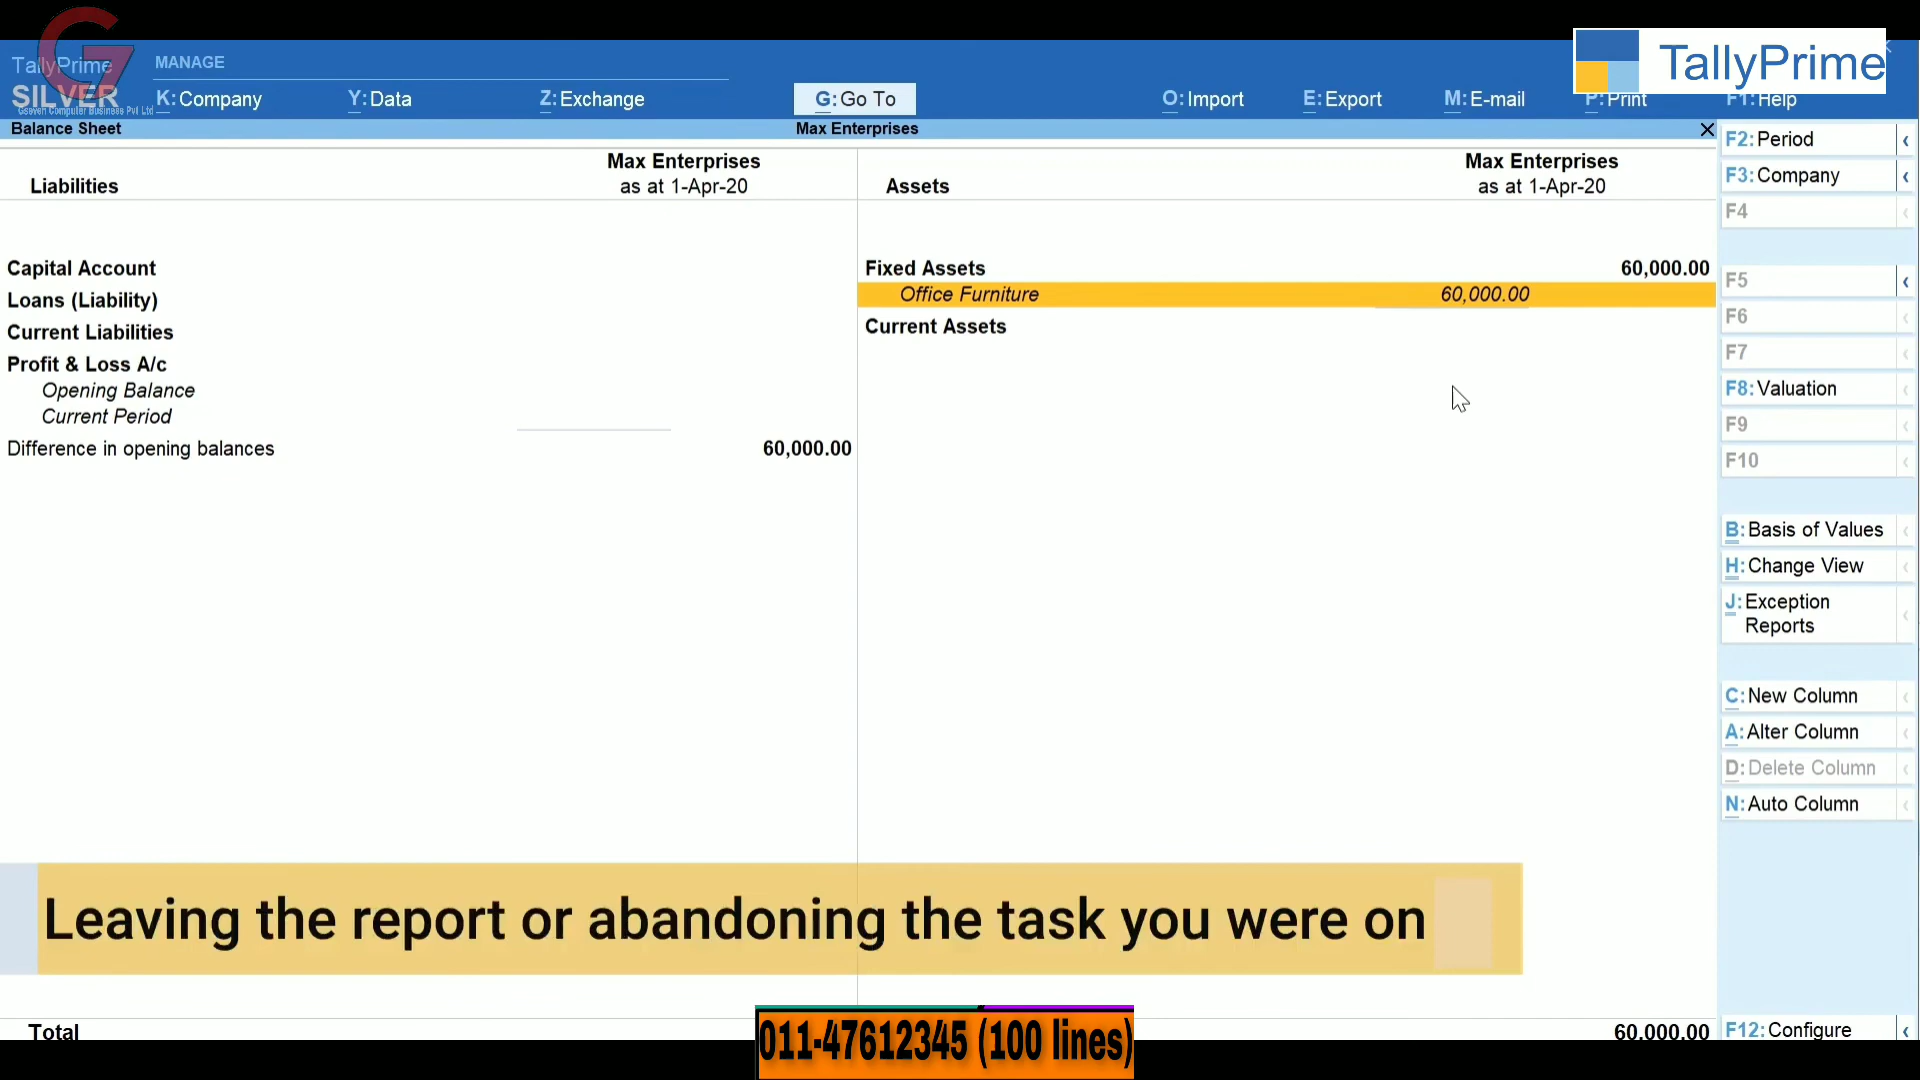 TallyPrime
MANAGE
TallyPrime
SILVER
Gseven Computer Business Pvt Ltd
K: Company
Y: Data
Z: Exchange
G: Go To
O: Import
E: Export
M: E-mail
P: Print
F1: Help
Balance Sheet
Max Enterprises
Liabilities
Max Enterprises
as at 1-Apr-20
Assets
Max Enterprises
as at 1-Apr-20
Capital Account
Loans (Liability)
Current Liabilities
Profit & Loss A/c
Opening Balance
Current Period
Difference in opening balances 60,000.00
Fixed Assets 60,000.00
Office Furniture 60,000.00
Current Assets
F2: Period
F3: Company
F4
F5
F6
F7
F8: Valuation
F9
F10
B: Basis of Values
H: Change View
J: Exception
Reports
C: New Column
A: Alter Column
D: Delete Column
N: Auto Column
F12: Configure
Leaving the report or abandoning the task you were on
Total
60,000.00
011-47612345 (100 lines)